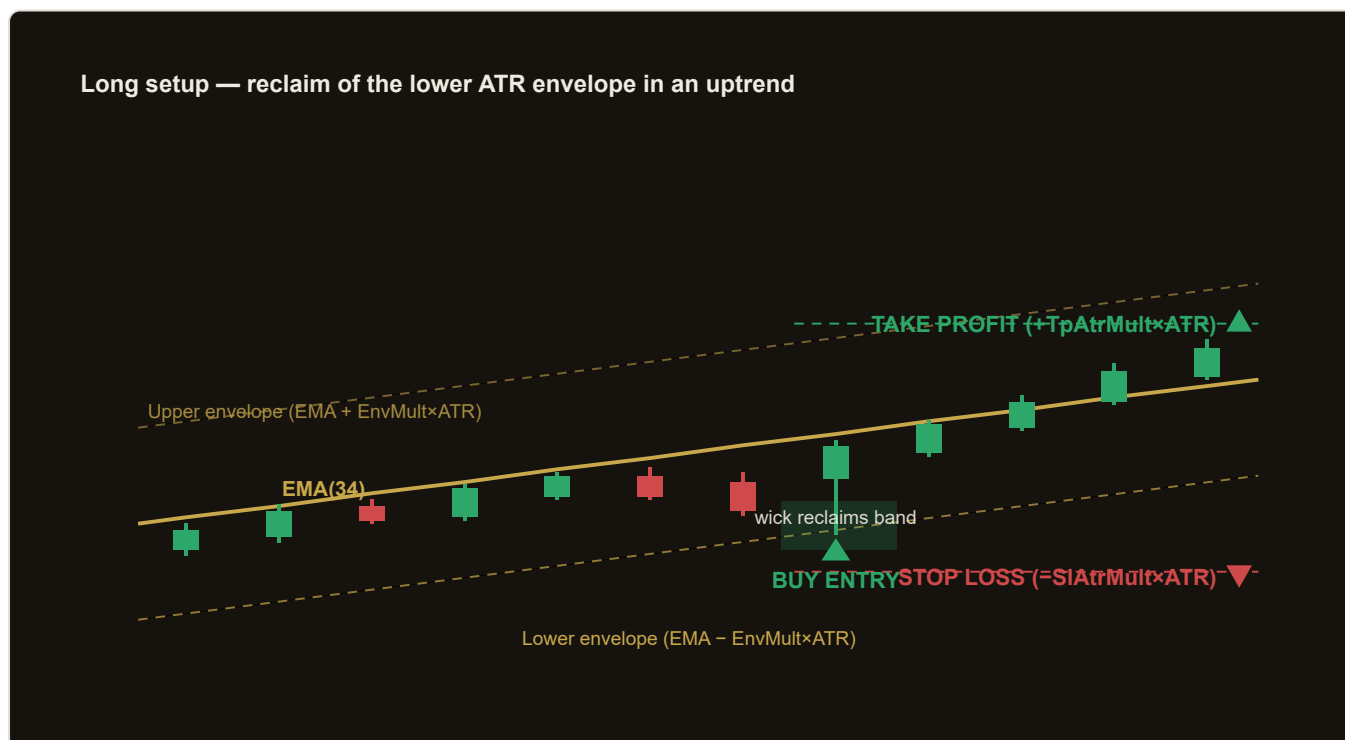 Long setup — reclaim of the lower ATR envelope in an uptrend
TAKE PROFIT (+TpAtrMult×ATR)
Upper envelope (EMA + EnvMult×ATR)
EMA(34)
wick reclaims band
BUY ENTRY
STOP LOSS (−SlAtrMult×ATR)
Lower envelope (EMA − EnvMult×ATR)